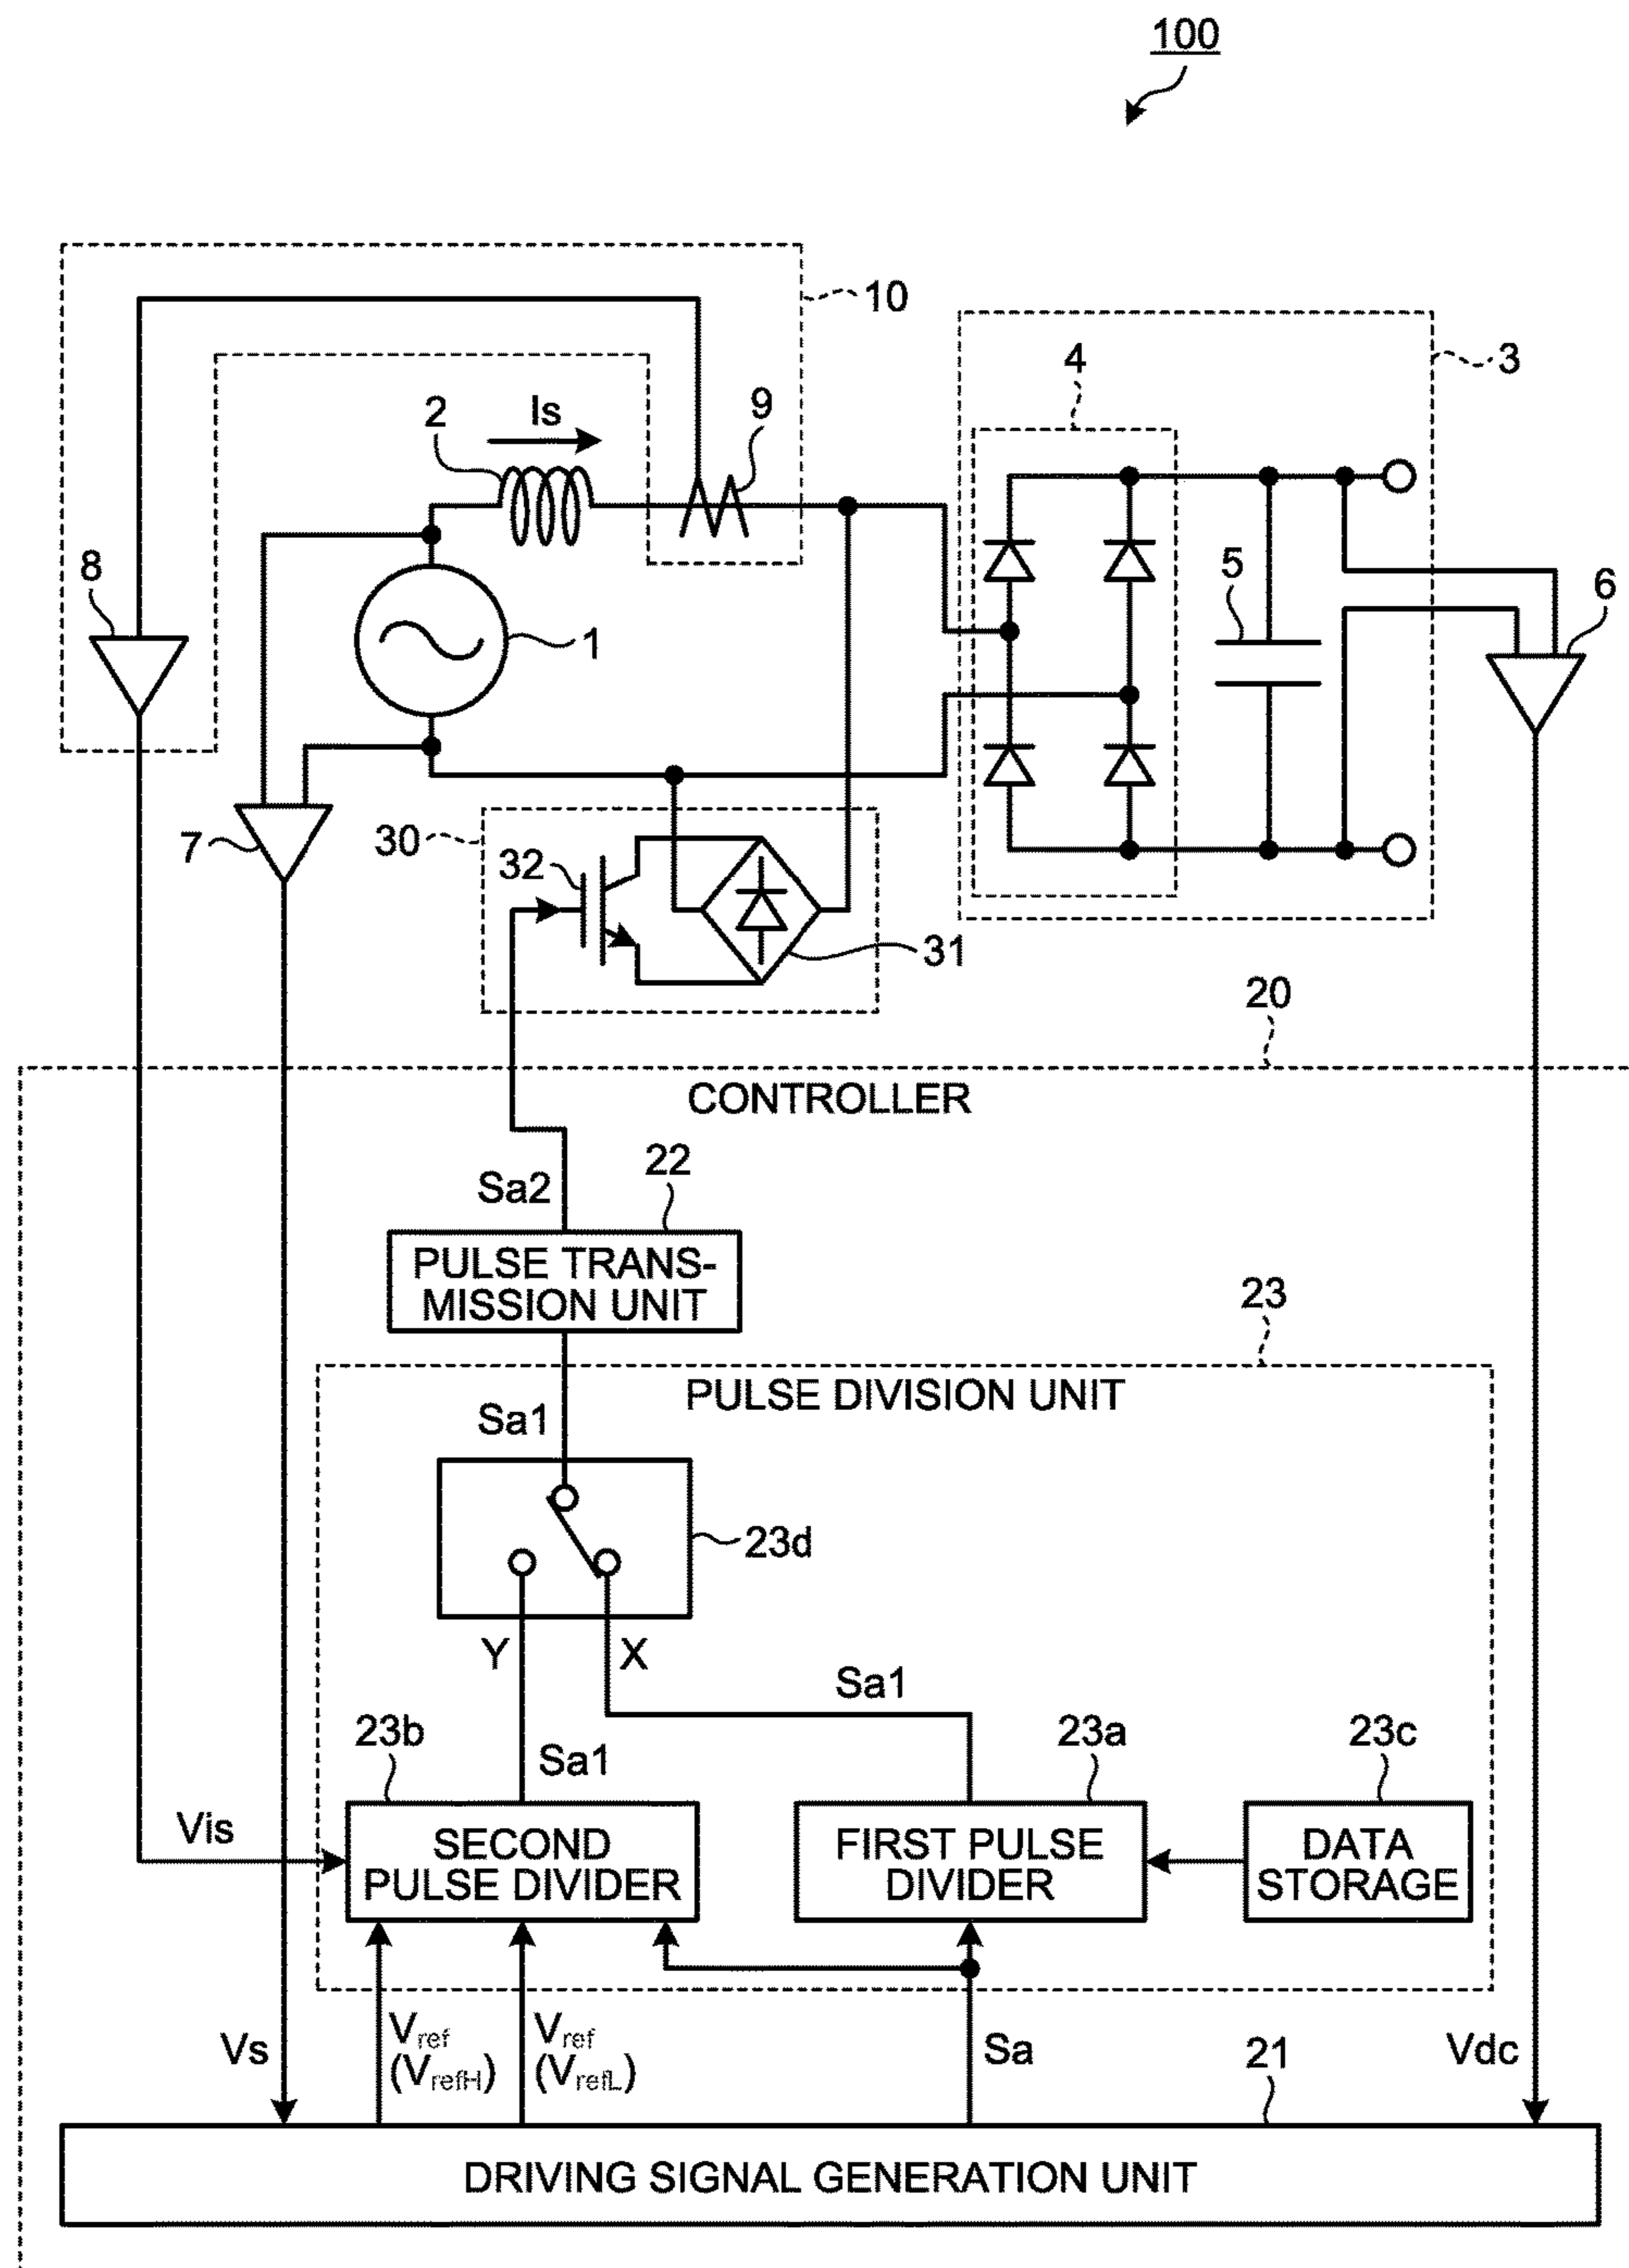 100
10
3
4
2
Is
9
8
5
6
1
7
30
32
31
20
CONTROLLER
22
Sa2
PULSE TRANS-
MISSION UNIT
23
PULSE DIVISION UNIT
Sa1
23d
Y
X
Sa1
23b
Sa1
23a
23c
Vis
SECOND
PULSE DIVIDER
FIRST PULSE
DIVIDER
DATA
STORAGE
Vs
Vref
(VrefH)
Vref
(VrefL)
Sa
21
Vdc
DRIVING SIGNAL GENERATION UNIT